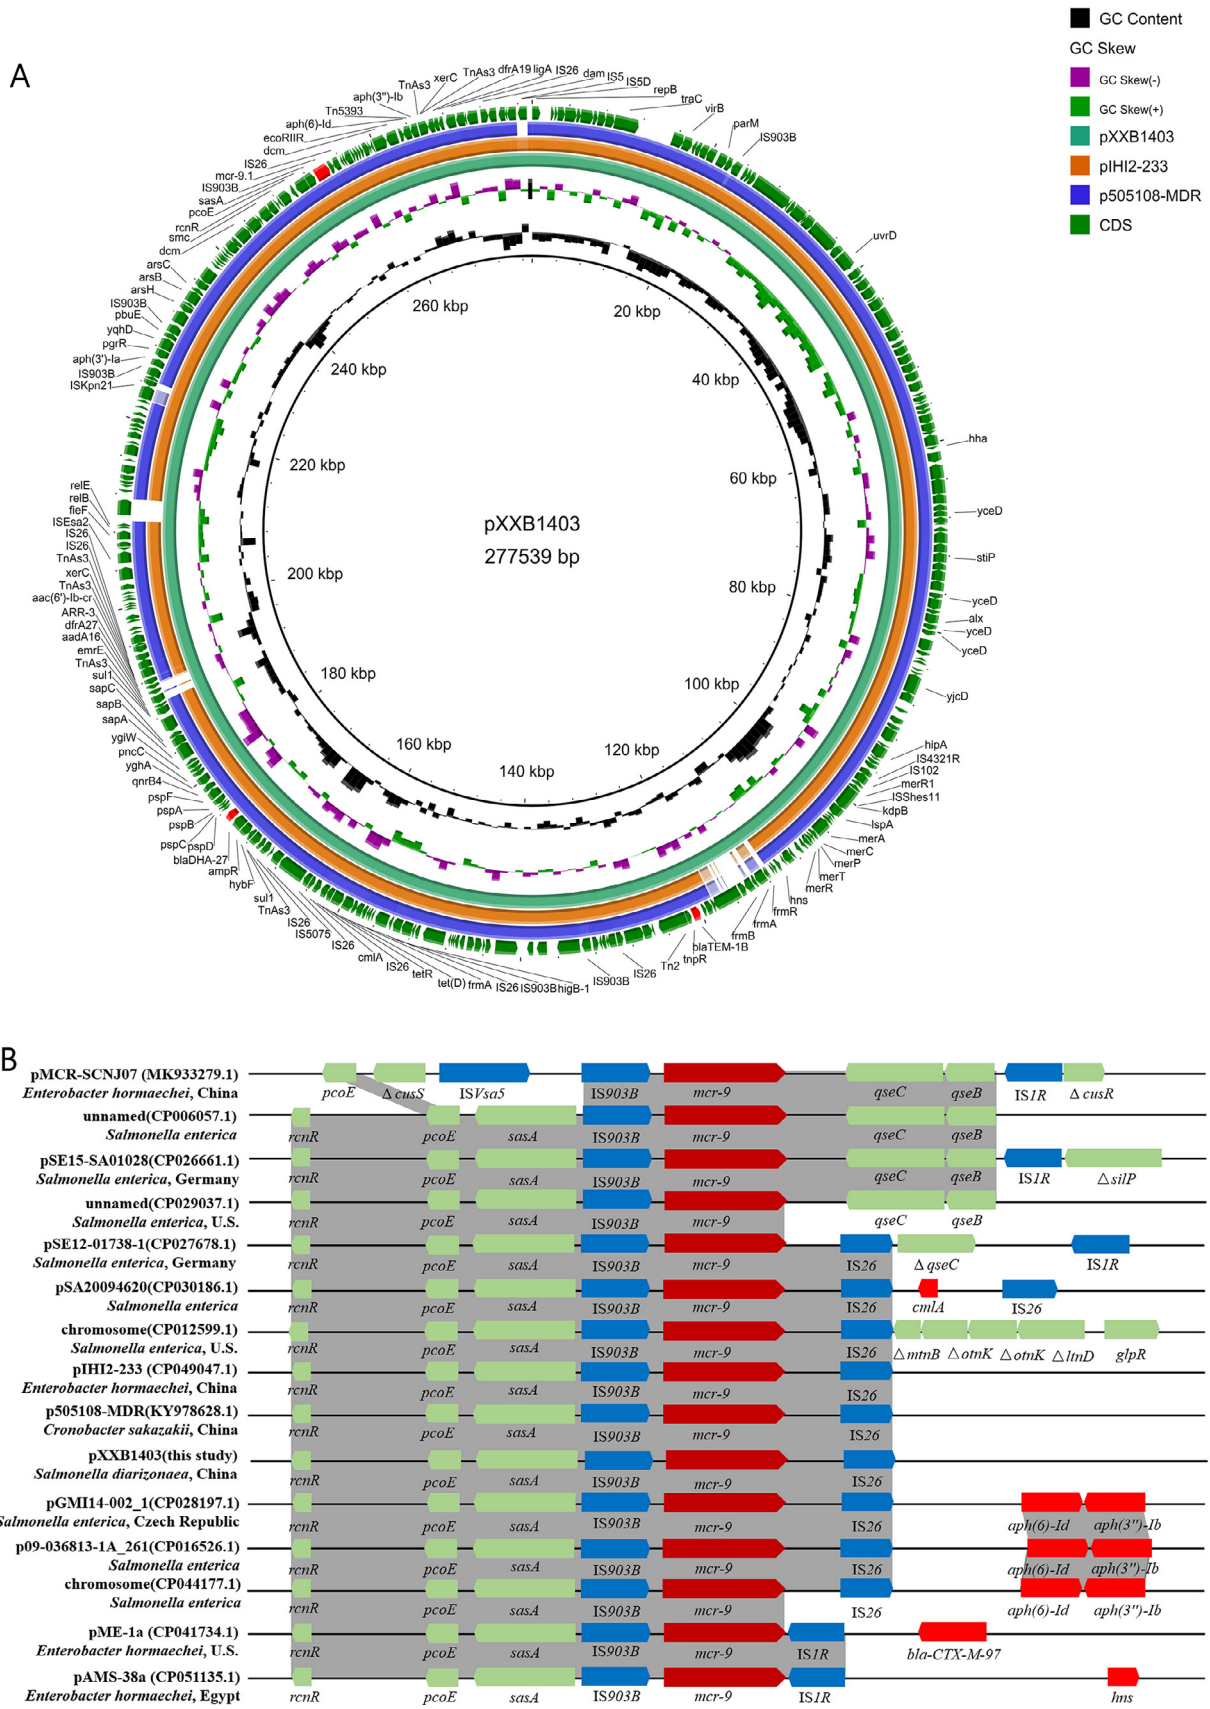 A
GC Content
GC Skew
GC Skew(-)
GC Skew(+)
pXXB1403
pIHI2-233
p505108-MDR
CDS
TnAs3
xerC
TnAs3
dfrA19
ligA
IS26
dam
IS5
IS5D
repB
traC
virB
parM
IS903B
uvrD
hha
yceD
stiP
yceD
alx
yceD
yceD
yjcD
hipA
IS4321R
IS102
merR1
ISShes11
kdpB
lspA
merA
merC
merP
merT
merR
hns
frmR
frmA
frmB
blaTEM-1B
tnpR
Tn2
IS26
IS903B
higB-1
IS903B
IS26
frmA
tet(D)
tetR
IS26
cmlA
IS26
IS5075
IS26
TnAs3
sul1
hybF
ampR
blaDHA-27
pspD
pspC
pspB
pspA
pspF
qnrB4
yghA
pncC
ygiW
sapA
sapB
sapC
sul1
TnAs3
emrE
aadA16
dfrA27
ARR-3
aac(6')-Ib-cr
TnAs3
xerC
TnAs3
IS26
IS26
ISEsa2
fieF
relB
relE
ISKpn21
IS903B
aph(3')-Ia
pgrR
yqhD
pbuE
IS903B
arsH
arsB
arsC
dcm
smc
rcnR
pcoE
sasA
IS903B
mcr-9.1
IS26
dcm
ecoRIIR
aph(6)-Id
Tn5393
aph(3'')-Ib
20 kbp
40 kbp
60 kbp
80 kbp
100 kbp
120 kbp
140 kbp
160 kbp
180 kbp
200 kbp
220 kbp
240 kbp
260 kbp
pXXB1403
277539 bp
B
pMCR-SCNJ07 (MK933279.1)
Enterobacter hormaechei, China
pcoE △cusS ISVsa5 IS903B mcr-9 qseC qseB IS1R △cusR
unnamed(CP006057.1)
Salmonella enterica
rcnR pcoE sasA IS903B mcr-9 qseC qseB
pSE15-SA01028(CP026661.1)
Salmonella enterica, Germany
rcnR pcoE sasA IS903B mcr-9 qseC qseB IS1R △silP
unnamed(CP029037.1)
Salmonella enterica, U.S.
rcnR pcoE sasA IS903B mcr-9 qseC qseB
pSE12-01738-1(CP027678.1)
Salmonella enterica, Germany
rcnR pcoE sasA IS903B mcr-9 IS26 △qseC IS1R
pSA20094620(CP030186.1)
Salmonella enterica
rcnR pcoE sasA IS903B mcr-9 IS26 cmlA IS26
chromosome(CP012599.1)
Salmonella enterica, U.S.
rcnR pcoE sasA IS903B mcr-9 IS26 △mtnB △otnK △otnK △ltnD glpR
pIHI2-233 (CP049047.1)
Enterobacter hormaechei, China
rcnR pcoE sasA IS903B mcr-9 IS26
p505108-MDR(KY978628.1)
Cronobacter sakazakii, China
rcnR pcoE sasA IS903B mcr-9 IS26
pXXB1403(this study)
Salmonella diarizonaea, China
rcnR pcoE sasA IS903B mcr-9 IS26
pGMI14-002_1(CP028197.1)
Salmonella enterica, Czech Republic
rcnR pcoE sasA IS903B mcr-9 IS26 aph(6)-Id aph(3")-Ib
p09-036813-1A_261(CP016526.1)
Salmonella enterica
rcnR pcoE sasA IS903B mcr-9 IS26 aph(6)-Id aph(3")-Ib
chromosome(CP044177.1)
Salmonella enterica
rcnR pcoE sasA IS903B mcr-9 IS26 aph(6)-Id aph(3")-Ib
pME-1a (CP041734.1)
Enterobacter hormaechei, U.S.
rcnR pcoE sasA IS903B mcr-9 IS1R bla-CTX-M-97
pAMS-38a (CP051135.1)
Enterobacter hormaechei, Egypt
rcnR pcoE sasA IS903B mcr-9 IS1R hns